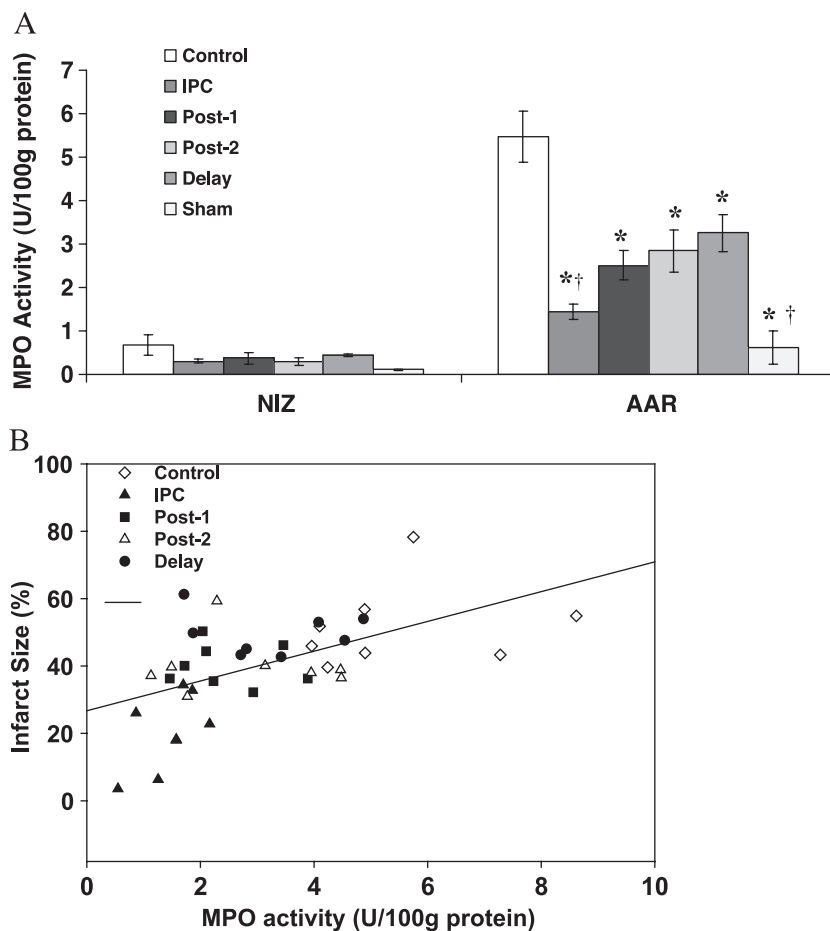 A
MPO Activity (U/100g protein)
7
6
5
4
3
2
1
0
Control
IPC
Post-1
Post-2
Delay
Sham
*†
*
*
*
* †
NIZ
AAR
B
Infarct Size (%)
100
80
60
40
20
0
Control
IPC
Post-1
Post-2
Delay
0 2 4 6 8 10
MPO activity (U/100g protein)